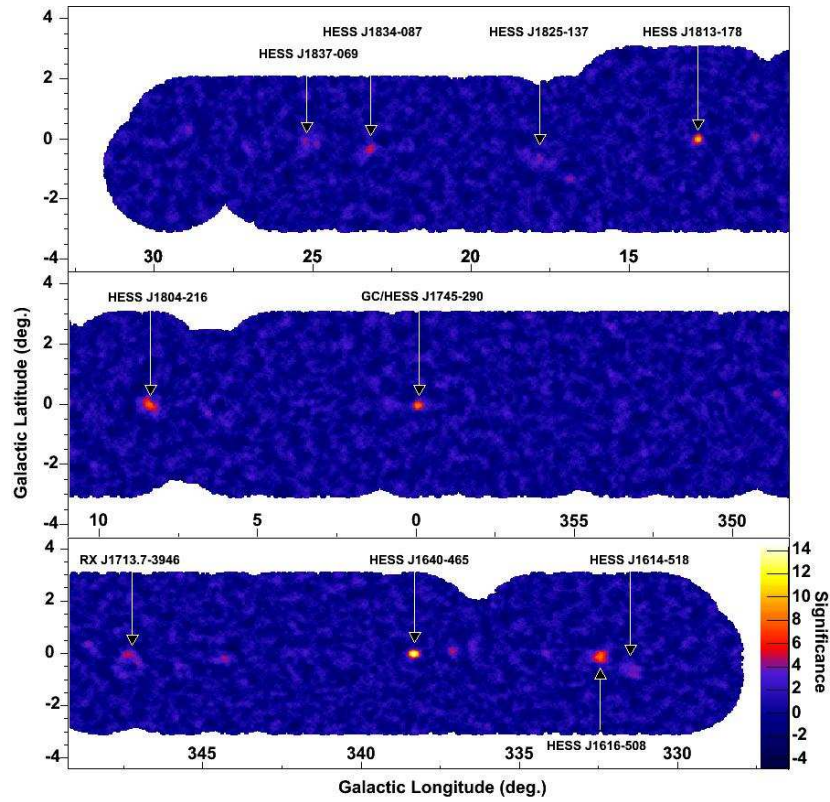 HESS J1834-087
HESS J1825-137
HESS J1813-178
HESS J1837-069
4
2
0
-2
-4
30
25
20
15
HESS J1804-216
GC/HESS J1745-290
4
2
0
-2
-4
10
5
0
355
350
Galactic Latitude (deg.)
RX J1713.7-3946
HESS J1640-465
HESS J1614-518
HESS J1616-508
4
2
0
-2
-4
345
340
335
330
Galactic Longitude (deg.)
14
12
10
8
6
4
2
0
-2
-4
Significance